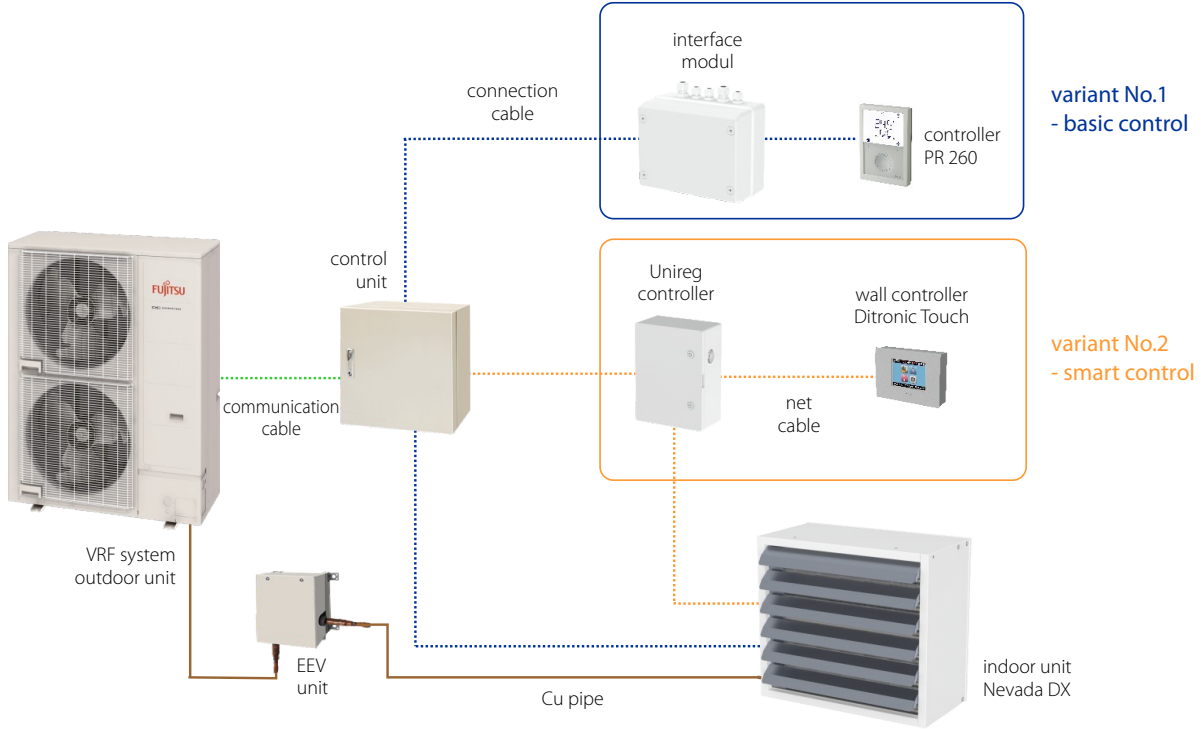 interface
modul
connection
cable
controller
PR 260
variant No.1
- basic control
control
unit
FUJITSU
Unireg
controller
wall controller
Ditronic Touch
variant No.2
- smart control
communication
cable
net
cable
VRF system
outdoor unit
EEV
unit
Cu pipe
indoor unit
Nevada DX